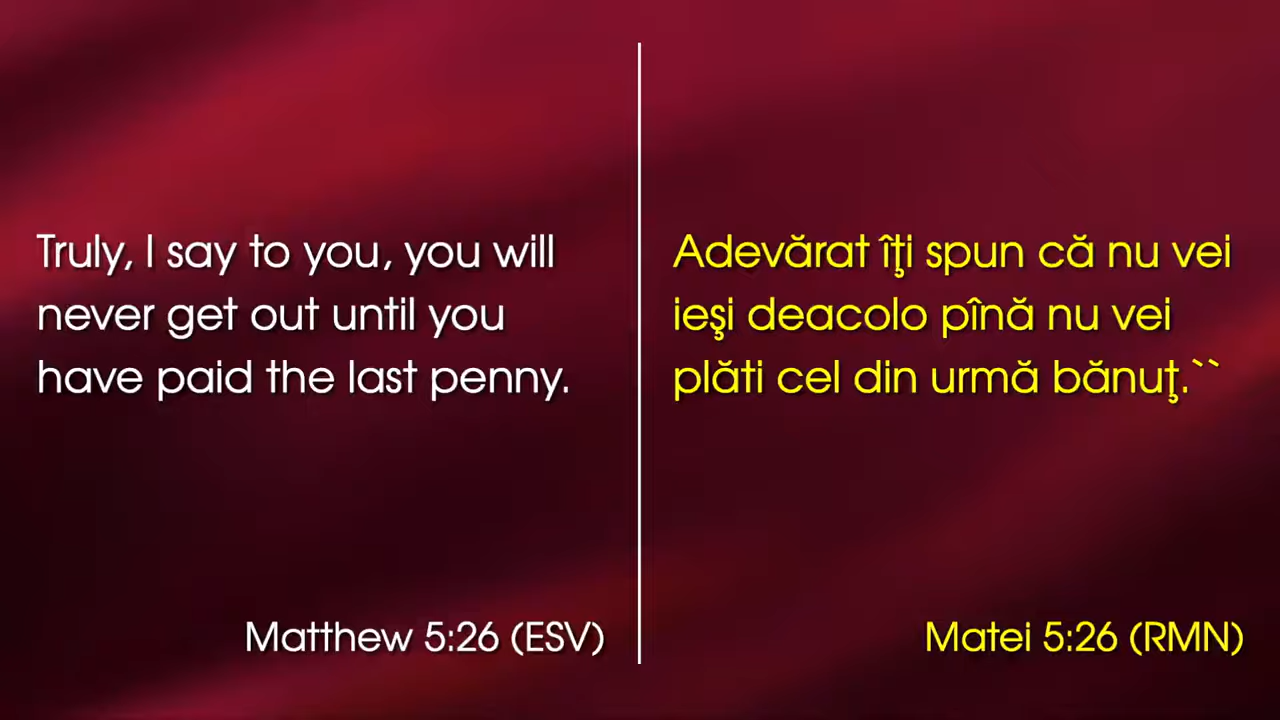 Truly, I say to you, you will
never get out until you
have paid the last penny.
Matthew 5:26 (ESV)
Adevărat îţi spun că nu vei
ieşi deacolo pînă nu vei
plăti cel din urmă bănuţ.``
Matei 5:26 (RMN)